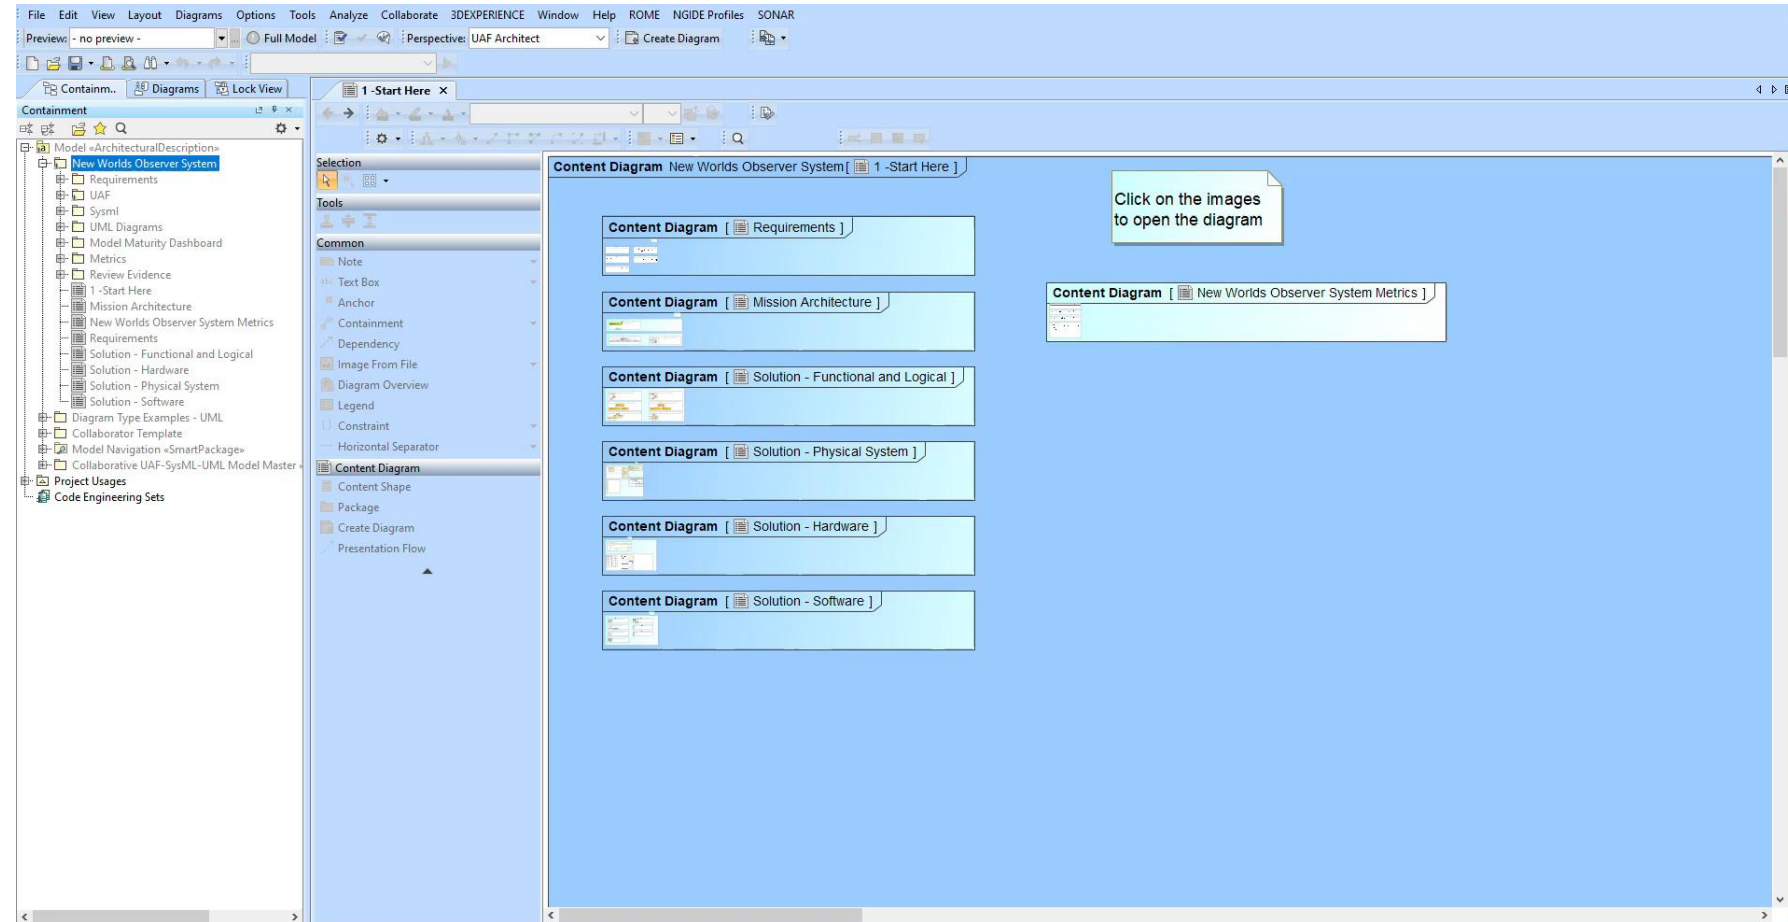 File Edit View Layout Diagrams Options Tools Analyze Collaborate 3DEXPERIENCE Window Help ROME NGIDE Profiles SONAR
Preview: - no preview - ... Full Model Perspective: UAF Architect Create Diagram
Containm.. Diagrams Lock View
Containment
Model «ArchitecturalDescription»
New Worlds Observer System
Requirements
UAF
Sysml
UML Diagrams
Model Maturity Dashboard
Metrics
Review Evidence
1 -Start Here
Mission Architecture
New Worlds Observer System Metrics
Requirements
Solution - Functional and Logical
Solution - Hardware
Solution - Physical System
Solution - Software
Diagram Type Examples - UML
Collaborator Template
Model Navigation «SmartPackage»
Collaborative UAF-SysML-UML Model Master «
Project Usages
Code Engineering Sets
1 -Start Here
Selection
Tools
Common
Note
Text Box
Anchor
Containment
Dependency
Image From File
Diagram Overview
Legend
Constraint
Horizontal Separator
Content Diagram
Content Shape
Package
Create Diagram
Presentation Flow
Content Diagram New Worlds Observer System[ 1 -Start Here ]
Click on the images
to open the diagram
Content Diagram [ Requirements ]
Content Diagram [ Mission Architecture ]
Content Diagram [ Solution - Functional and Logical ]
Content Diagram [ Solution - Physical System ]
Content Diagram [ Solution - Hardware ]
Content Diagram [ Solution - Software ]
Content Diagram [ New Worlds Observer System Metrics ]